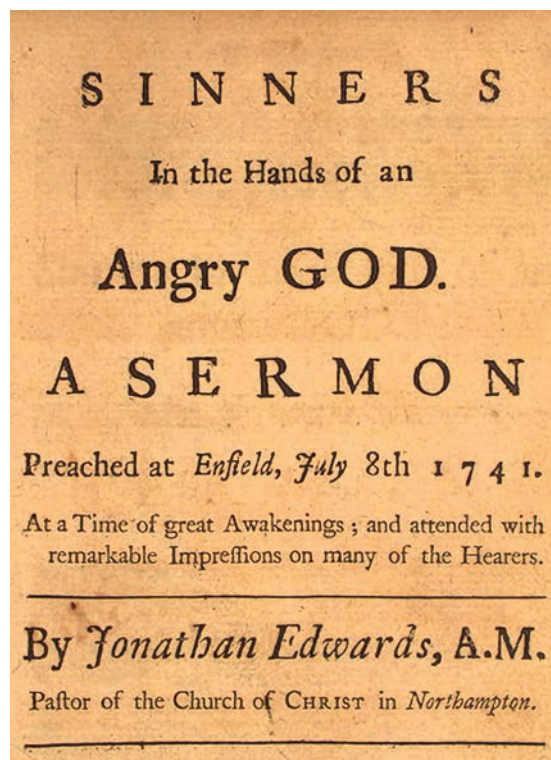 SINNERS
In the Hands of an
Angry GOD.
A SERMON
Preached at Enfield, July 8th 1741.
At a Time of great Awakenings ; and attended with
remarkable Impreſſions on many of the Hearers.
By Jonathan Edwards, A.M.
Paſtor of the Church of CHRIST in Northampton.